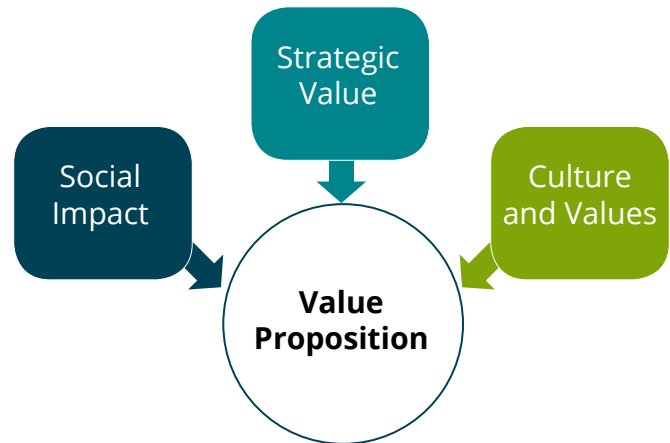 Strategic
Value
Social
Impact
Culture
and Values
Value
Proposition